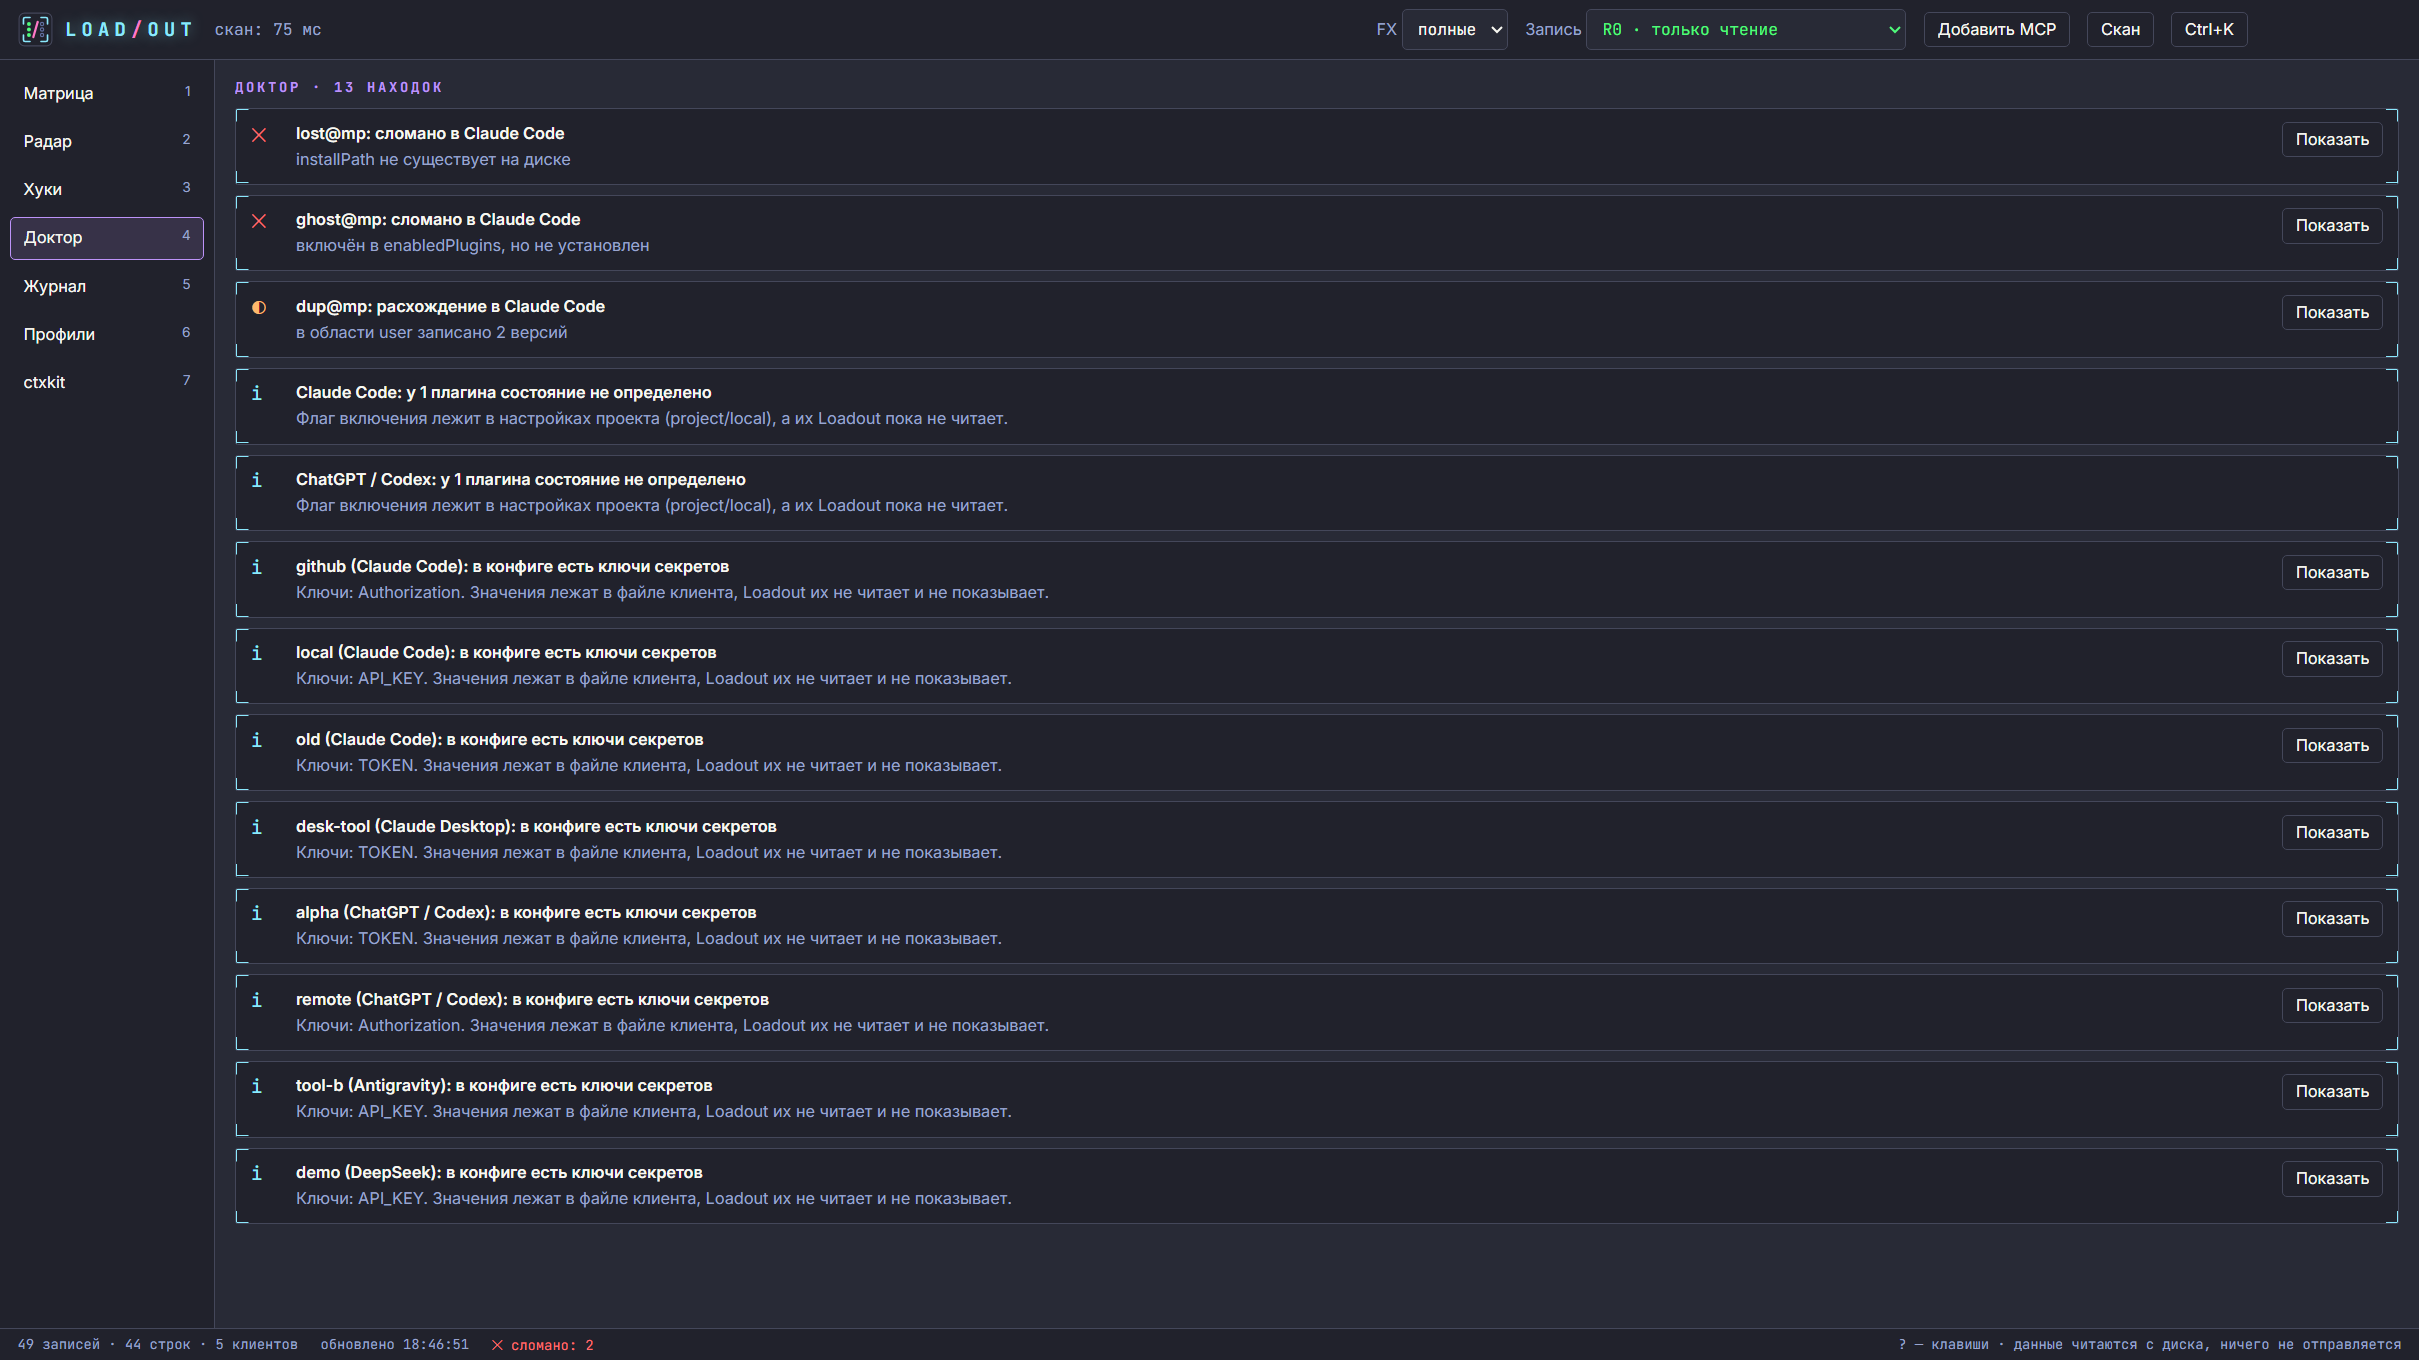 LOAD/OUT скан: 75 мс FX полные Запись R0 · только чтение Добавить MCP Скан Ctrl+K
Матрица 1
Радар 2
Хуки 3
Доктор 4
Журнал 5
Профили 6
ctxkit 7
ДОКТОР · 13 НАХОДОК
lost@mp: сломано в Claude Code
installPath не существует на диске
Показать
ghost@mp: сломано в Claude Code
включён в enabledPlugins, но не установлен
Показать
dup@mp: расхождение в Claude Code
в области user записано 2 версий
Показать
Claude Code: у 1 плагина состояние не определено
Флаг включения лежит в настройках проекта (project/local), а их Loadout пока не читает.
ChatGPT / Codex: у 1 плагина состояние не определено
Флаг включения лежит в настройках проекта (project/local), а их Loadout пока не читает.
github (Claude Code): в конфиге есть ключи секретов
Ключи: Authorization. Значения лежат в файле клиента, Loadout их не читает и не показывает.
Показать
local (Claude Code): в конфиге есть ключи секретов
Ключи: API_KEY. Значения лежат в файле клиента, Loadout их не читает и не показывает.
Показать
old (Claude Code): в конфиге есть ключи секретов
Ключи: TOKEN. Значения лежат в файле клиента, Loadout их не читает и не показывает.
Показать
desk-tool (Claude Desktop): в конфиге есть ключи секретов
Ключи: TOKEN. Значения лежат в файле клиента, Loadout их не читает и не показывает.
Показать
alpha (ChatGPT / Codex): в конфиге есть ключи секретов
Ключи: TOKEN. Значения лежат в файле клиента, Loadout их не читает и не показывает.
Показать
remote (ChatGPT / Codex): в конфиге есть ключи секретов
Ключи: Authorization. Значения лежат в файле клиента, Loadout их не читает и не показывает.
Показать
tool-b (Antigravity): в конфиге есть ключи секретов
Ключи: API_KEY. Значения лежат в файле клиента, Loadout их не читает и не показывает.
Показать
demo (DeepSeek): в конфиге есть ключи секретов
Ключи: API_KEY. Значения лежат в файле клиента, Loadout их не читает и не показывает.
Показать
49 записей · 44 строк · 5 клиентов обновлено 18:46:51 ✕ сломано: 2 ? — клавиши · данные читаются с диска, ничего не отправляется